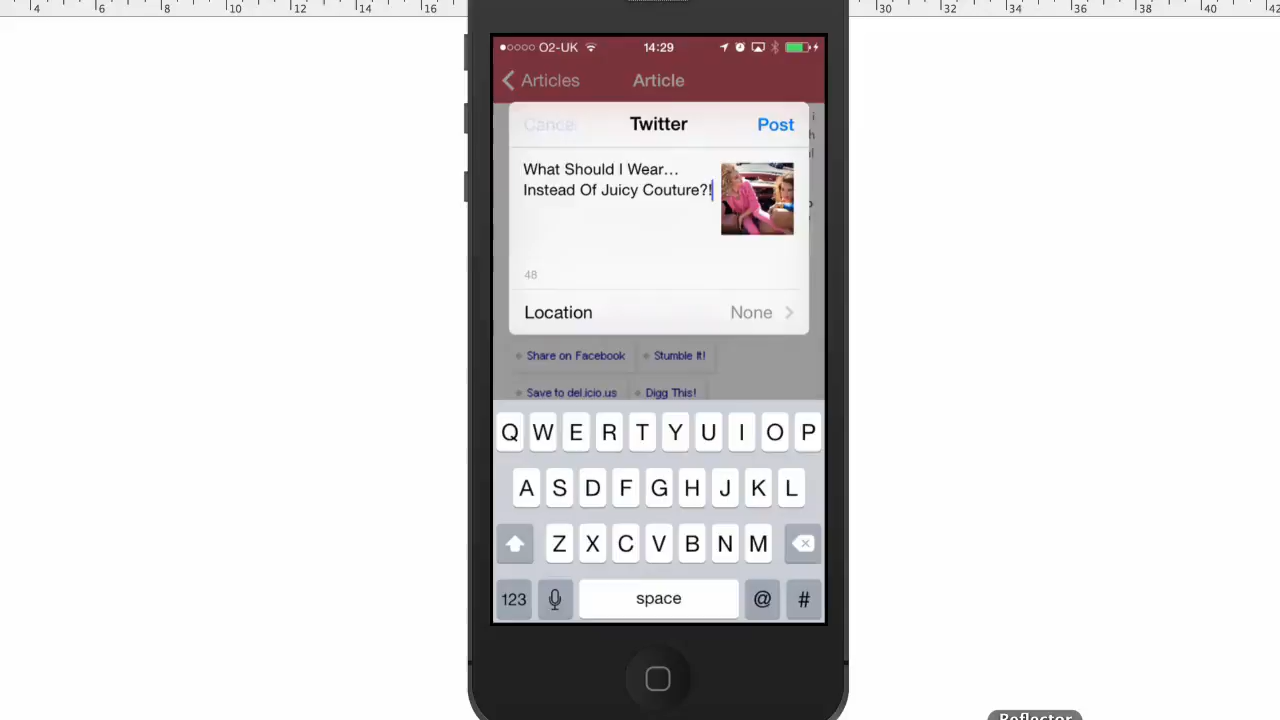 4 6 8 10 12 14 16 30 32 34 36 38 40 42
O2-UK 14:29
Articles Article
Cancel Twitter Post
What Should I Wear…
Instead Of Juicy Couture?!
48
Location None
Share on Facebook Stumble It!
Save to del.icio.us Digg This!
Q W E R T Y U I O P
A S D F G H J K L
Z X C V B N M
123 space @ #
Reflector